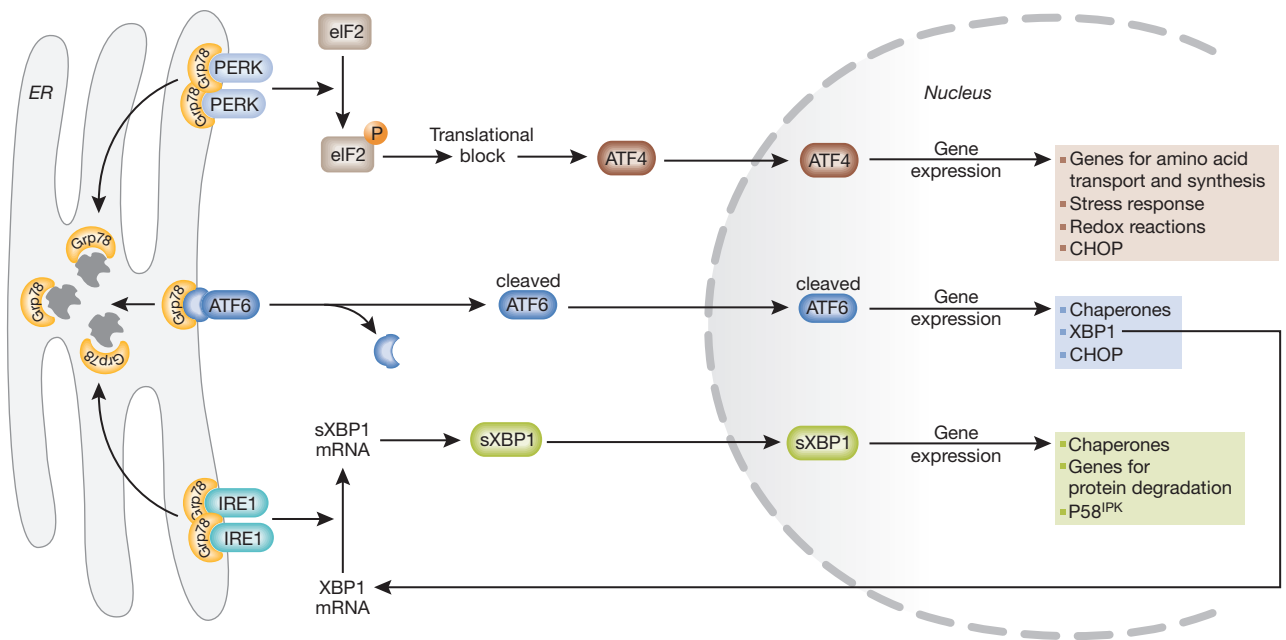 ER
Grp78
PERK
Grp78
PERK
eIF2
eIF2
P
Translational
block
ATF4
Nucleus
ATF4
Gene
expression
Genes for amino acid
transport and synthesis
Stress response
Redox reactions
CHOP
Grp78
Grp78
Grp78
Grp78
ATF6
cleaved
ATF6
cleaved
ATF6
Gene
expression
Chaperones
XBP1
CHOP
sXBP1
mRNA
sXBP1
sXBP1
Gene
expression
Chaperones
Genes for
protein degradation
P58IPK
Grp78
IRE1
Grp78
IRE1
XBP1
mRNA